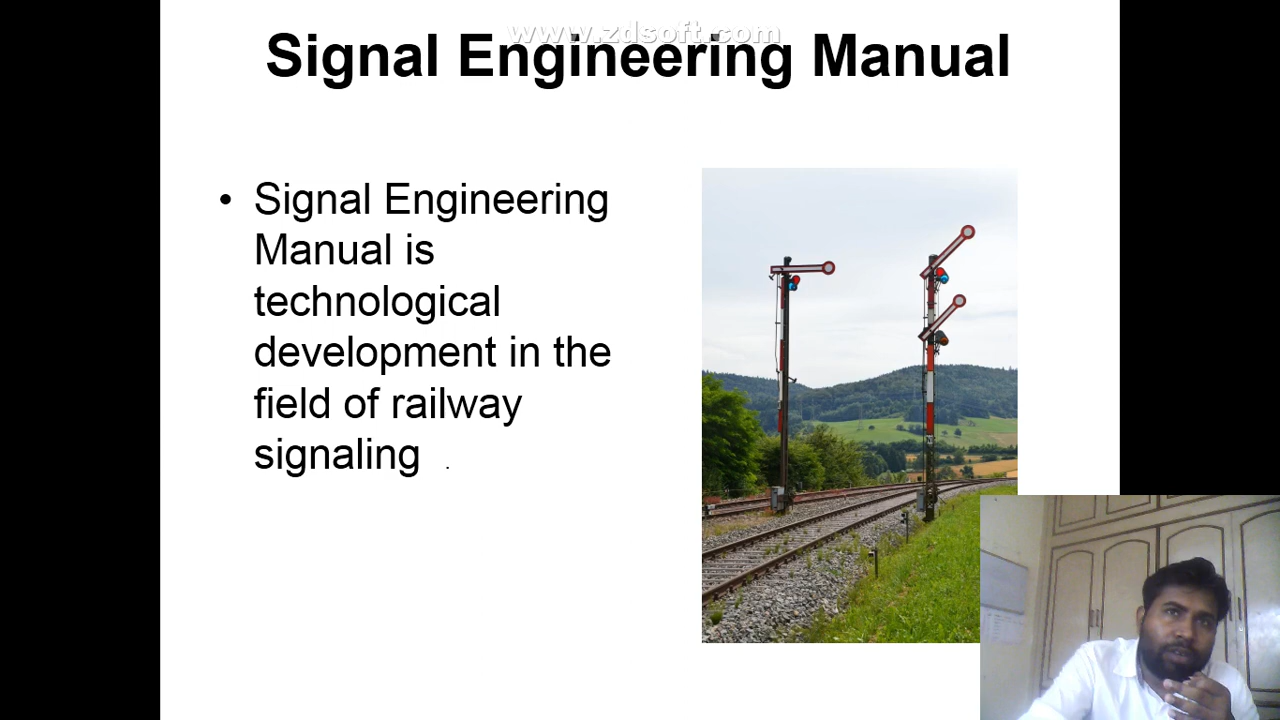 www.zdsoft.com
Signal Engineering Manual
• Signal Engineering
Manual is
technological
development in the
field of railway
signaling .